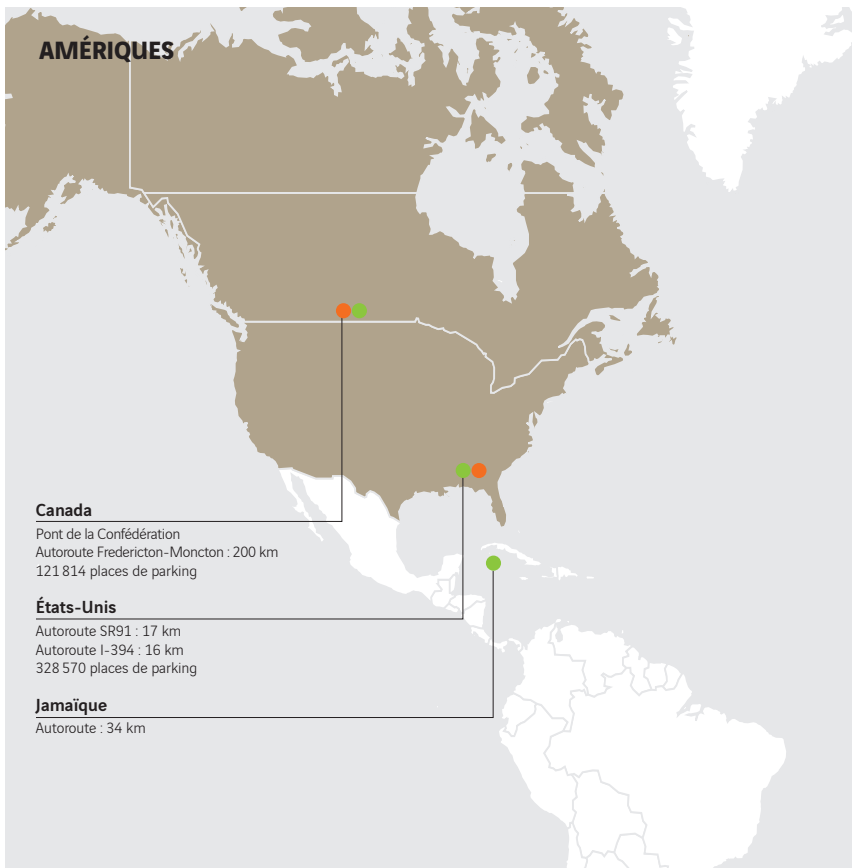 AMÉRIQUES
Canada
Pont de la Confédération
Autoroute Fredericton-Moncton : 200 km
121 814 places de parking
États-Unis
Autoroute SR91 : 17 km
Autoroute I-394 : 16 km
328 570 places de parking
Jamaïque
Autoroute : 34 km